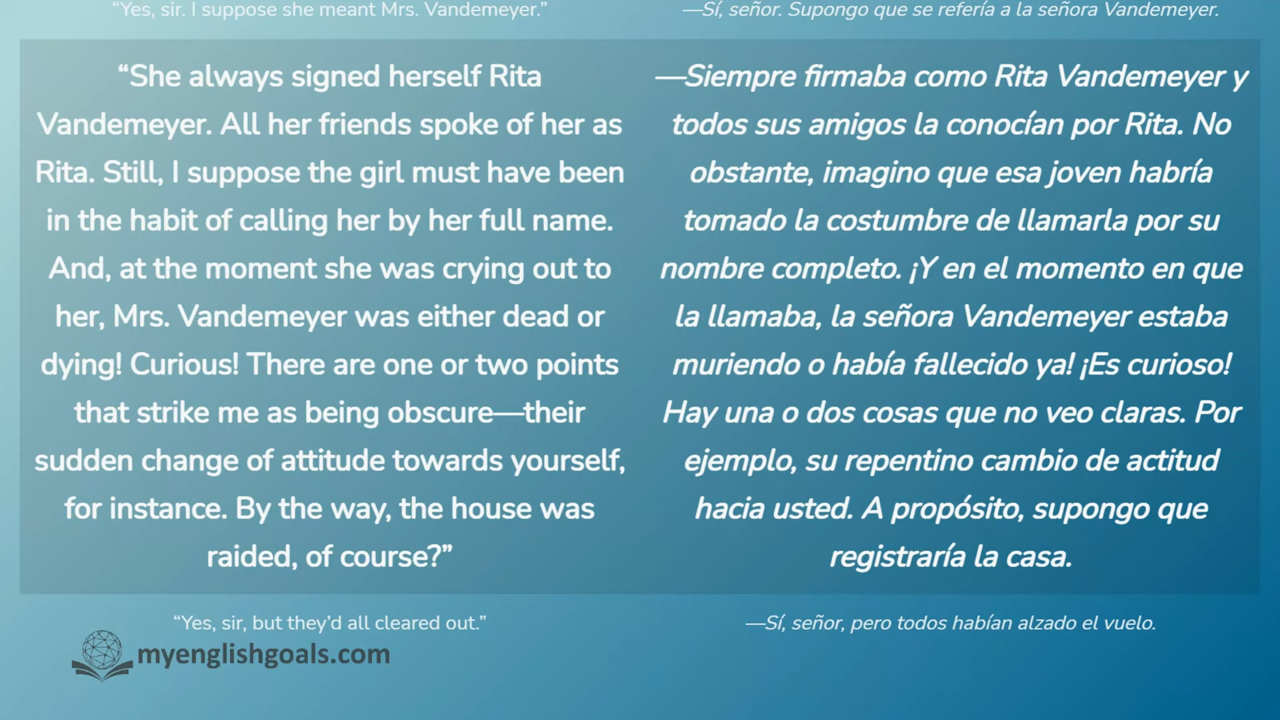 “Yes, sir. I suppose she meant Mrs. Vandemeyer.”
“She always signed herself Rita
Vandemeyer. All her friends spoke of her as
Rita. Still, I suppose the girl must have been
in the habit of calling her by her full name.
And, at the moment she was crying out to
her, Mrs. Vandemeyer was either dead or
dying! Curious! There are one or two points
that strike me as being obscure—their
sudden change of attitude towards yourself,
for instance. By the way, the house was
raided, of course?”
“Yes, sir, but they’d all cleared out.”
—Sí, señor. Supongo que se refería a la señora Vandemeyer.
—Siempre firmaba como Rita Vandemeyer y
todos sus amigos la conocían por Rita. No
obstante, imagino que esa joven habría
tomado la costumbre de llamarla por su
nombre completo. ¡Y en el momento en que
la llamaba, la señora Vandemeyer estaba
muriendo o había fallecido ya! ¡Es curioso!
Hay una o dos cosas que no veo claras. Por
ejemplo, su repentino cambio de actitud
hacia usted. A propósito, supongo que
registraría la casa.
—Sí, señor, pero todos habían alzado el vuelo.
myenglishgoals.com